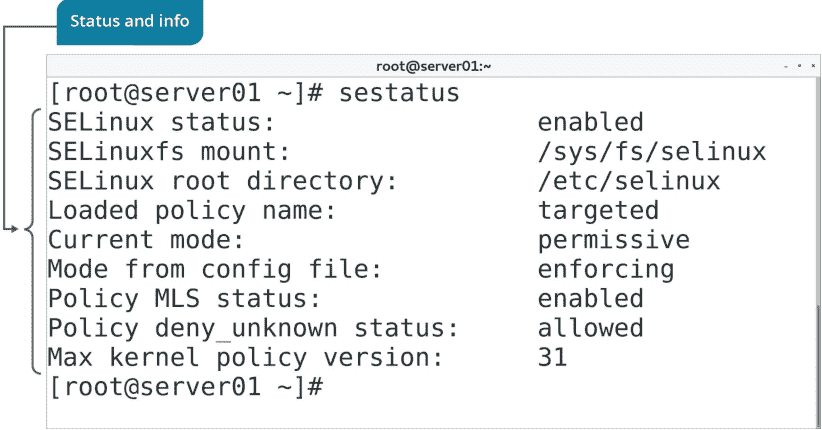 Status and info
root@server01:~
[root@server01 ~]# sestatus
SELinux status: enabled
SELinuxfs mount: /sys/fs/selinux
SELinux root directory: /etc/selinux
Loaded policy name: targeted
Current mode: permissive
Mode from config file: enforcing
Policy MLS status: enabled
Policy deny_unknown status: allowed
Max kernel policy version: 31
[root@server01 ~]#